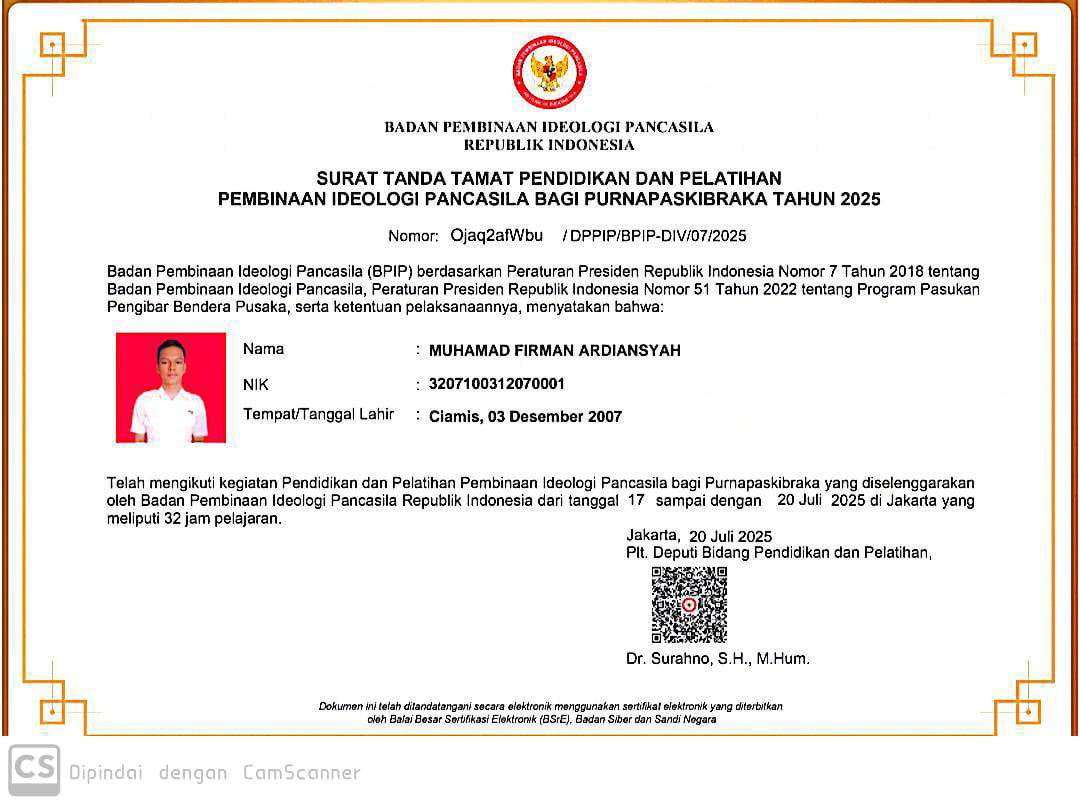 BADAN PEMBINAAN IDEOLOGI PANCASILA
REPUBLIK INDONESIA
SURAT TANDA TAMAT PENDIDIKAN DAN PELATIHAN
PEMBINAAN IDEOLOGI PANCASILA BAGI PURNAPASKIBRAKA TAHUN 2025
Nomor: Ojaq2afWbu / DPPIP/BPIP-DIV/07/2025
Badan Pembinaan Ideologi Pancasila (BPIP) berdasarkan Peraturan Presiden Republik Indonesia Nomor 7 Tahun 2018 tentang
Badan Pembinaan Ideologi Pancasila, Peraturan Presiden Republik Indonesia Nomor 51 Tahun 2022 tentang Program Pasukan
Pengibar Bendera Pusaka, serta ketentuan pelaksanaannya, menyatakan bahwa:
Nama : MUHAMAD FIRMAN ARDIANSYAH
NIK : 3207100312070001
Tempat/Tanggal Lahir : Ciamis, 03 Desember 2007
Telah mengikuti kegiatan Pendidikan dan Pelatihan Pembinaan Ideologi Pancasila bagi Purnapaskibraka yang diselenggarakan
oleh Badan Pembinaan Ideologi Pancasila Republik Indonesia dari tanggal 17 sampai dengan 20 Juli 2025 di Jakarta yang
meliputi 32 jam pelajaran.
Jakarta, 20 Juli 2025
Plt. Deputi Bidang Pendidikan dan Pelatihan,
Dr. Surahno, S.H., M.Hum.
Dokumen ini telah ditandatangani secara elektronik menggunakan sertifikat elektronik yang diterbitkan
oleh Balai Besar Sertifikasi Elektronik (BSrE), Badan Siber dan Sandi Negara
CS Dipindai dengan CamScanner